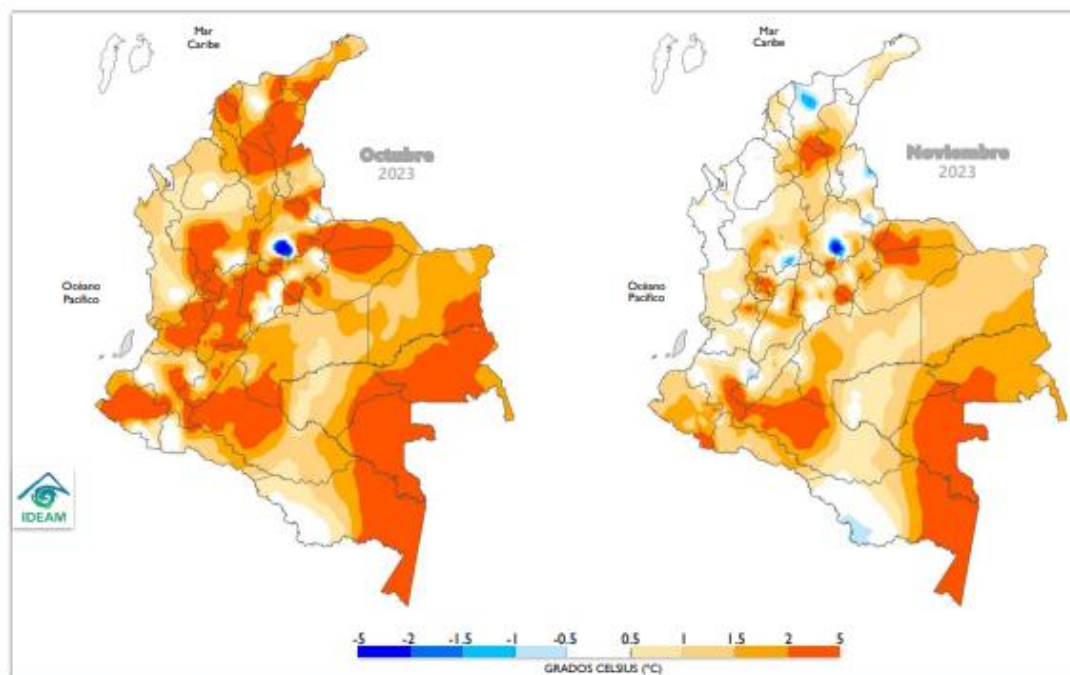 Mar
Caribe
Octubre
2023
Océano
Pacífico
Mar
Caribe
Noviembre
2023
Océano
Pacífico
IDEAM
-5 -2 -1.5 -1 -0.5 0.5 1 1.5 2 5
GRADOS CELSIUS (°C)